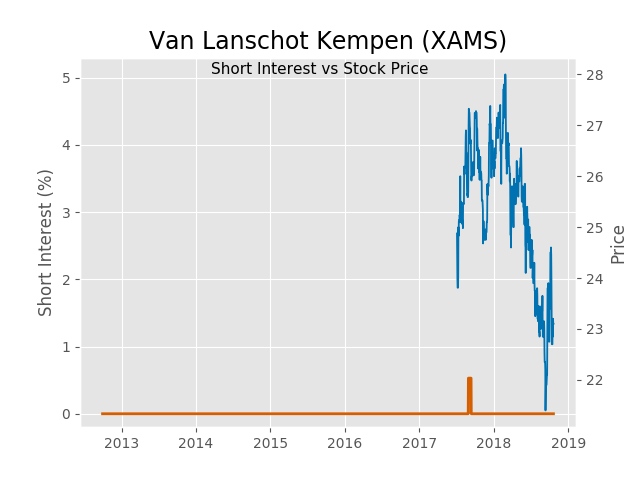 Van Lanschot Kempen (XAMS)
Short Interest vs Stock Price
5
4
3
2
1
0
Short Interest (%)
28
27
26
25
24
23
22
Price
2013 2014 2015 2016 2017 2018 2019